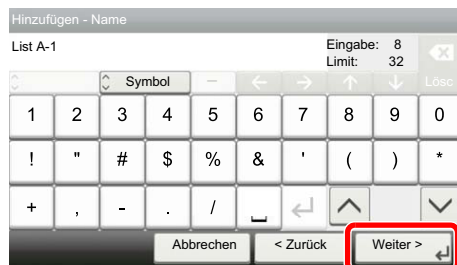 Hinzufügen - Name
List A-1
Eingabe: 8
Limit: 32
Symbol
Lösc
1 2 3 4 5 6 7 8 9 0
! " # $ % & ' ( ) *
+ , - . / ␣
Abbrechen < Zurück Weiter >